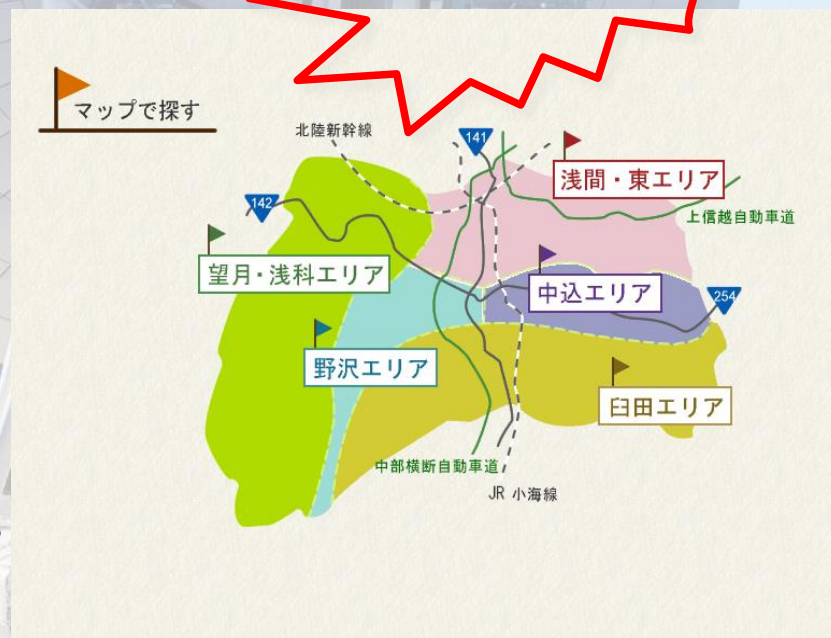 マップで探す
北陸新幹線
141
浅間・東エリア
142
上信越自動車道
望月・浅科エリア
中込エリア
254
野沢エリア
臼田エリア
中部横断自動車道
JR 小海線